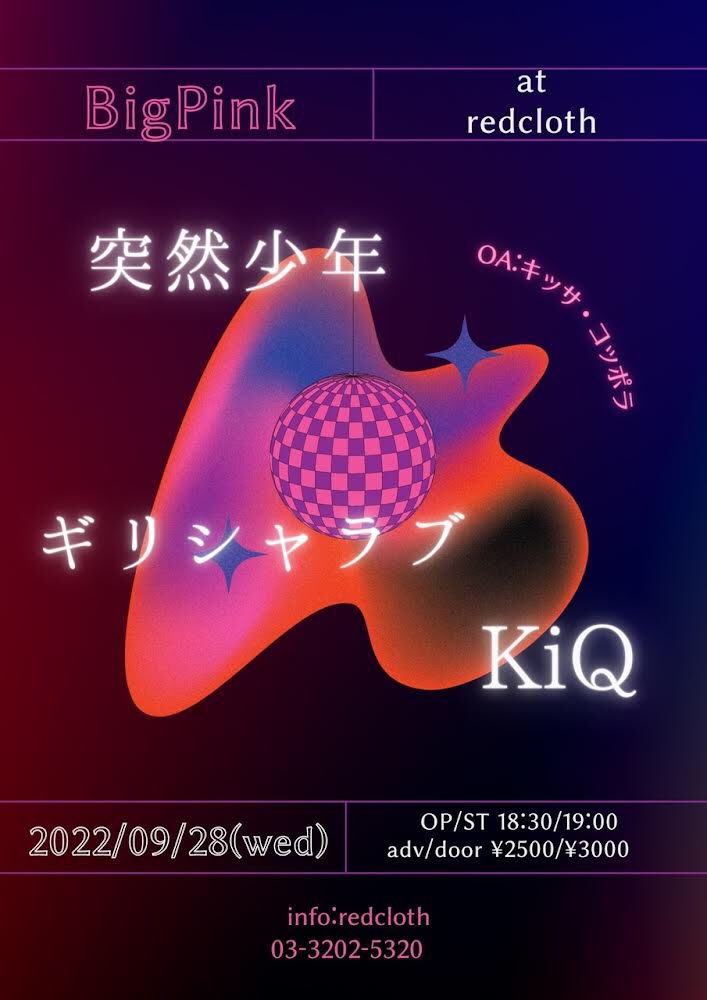 BigPink
at
redcloth
突然少年
OA:キッサ・コッポラ
ギリシャラブ
KiQ
2022/09/28(wed)
OP/ST 18:30/19:00
adv/door ¥2500/¥3000
info:redcloth
03-3202-5320